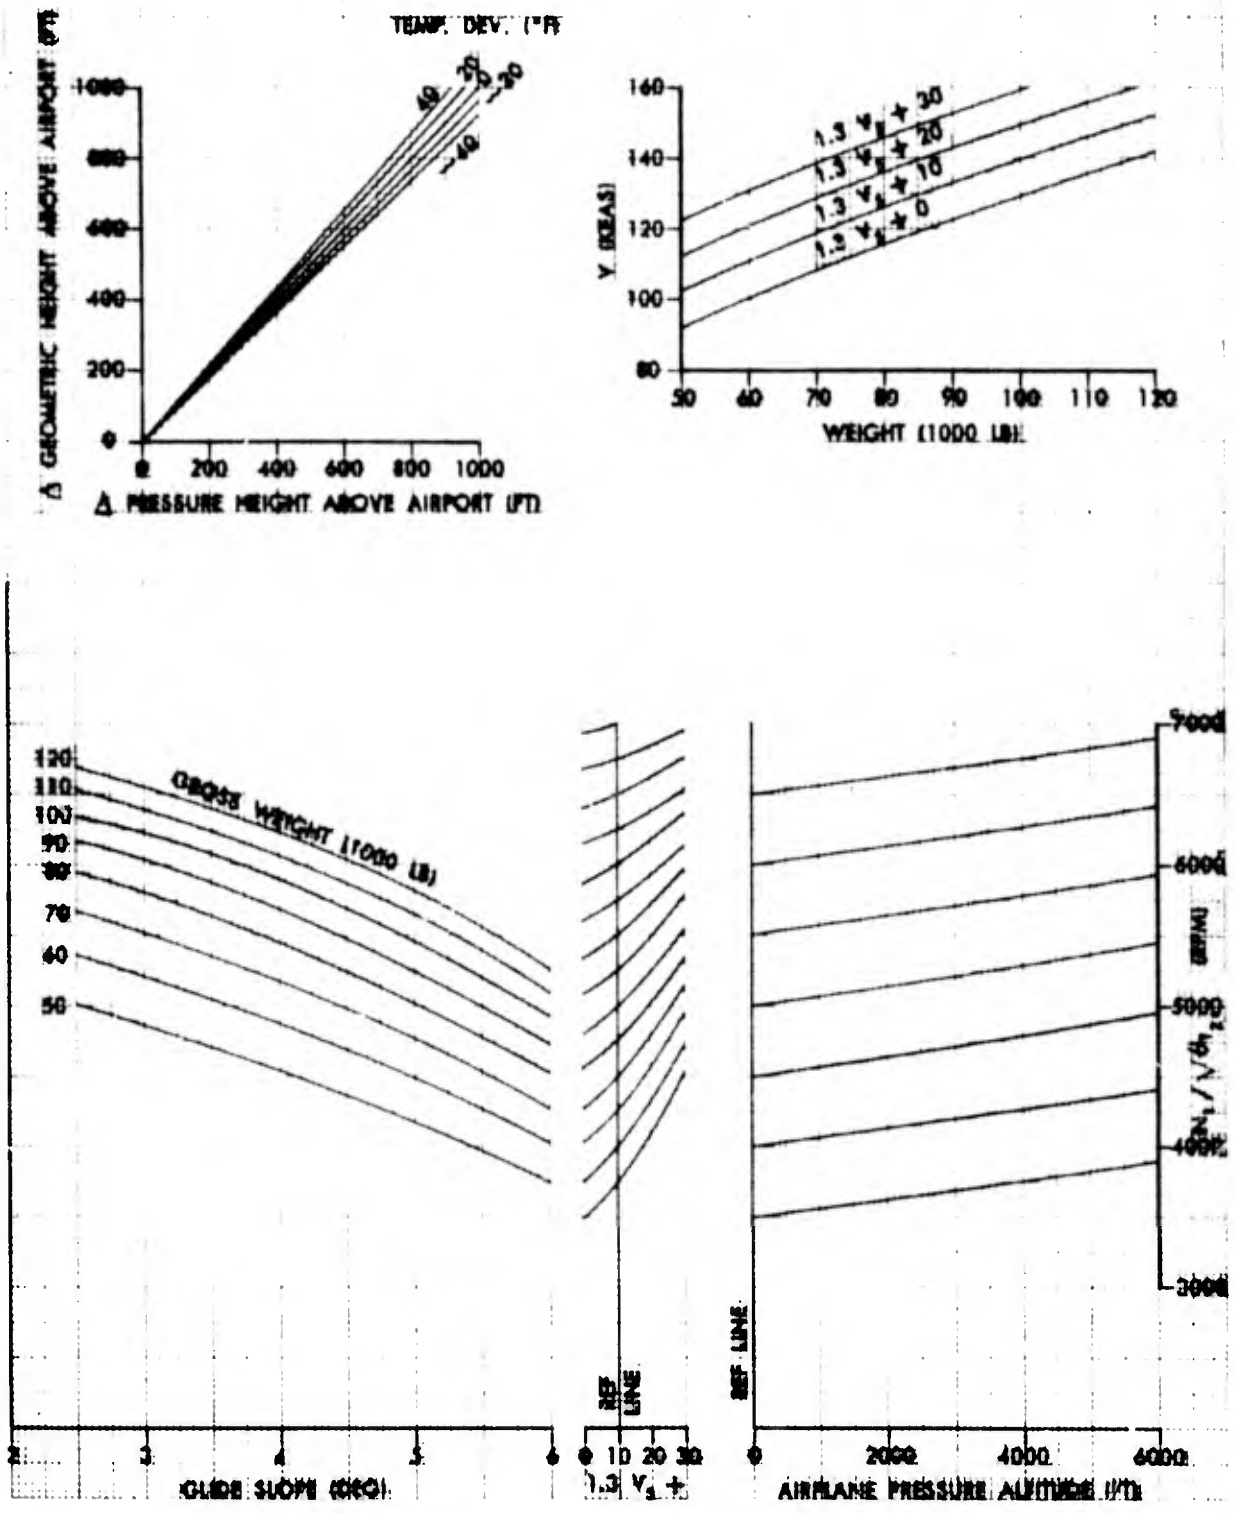 TEMP. DEV. (°F)
Δ GEOMETRIC HEIGHT ABOVE AIRPORT (FT)
40
20
0
-20
-40
1000
800
600
400
200
0
0 200 400 600 800 1000
Δ PRESSURE HEIGHT ABOVE AIRPORT (FT)
V (KEAS)
160
140
120
100
80
1.3 Vs + 30
1.3 Vs + 20
1.3 Vs + 10
1.3 Vs + 0
50 60 70 80 90 100 110 120
WEIGHT (1000 LB)
120
110
100
90
80
70
60
50
GROSS WEIGHT (1000 LB)
2 3 4 5 6
GLIDE SLOPE (DEG)
REF
LINE
0 10 20 30
1.3 Vs +
REF LINE
0 2000 4000 6000
AIRPLANE PRESSURE ALTITUDE (FT)
7000
6000
5000
4000
3000
(RPM)